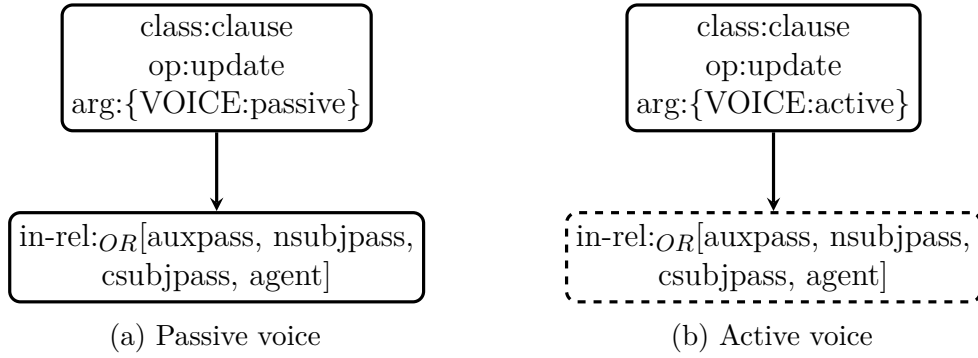 class:clause
op:update
arg:{VOICE:passive}
in-rel:OR[auxpass, nsubjpass,
csubjpass, agent]
(a) Passive voice
class:clause
op:update
arg:{VOICE:active}
in-rel:OR[auxpass, nsubjpass,
csubjpass, agent]
(b) Active voice